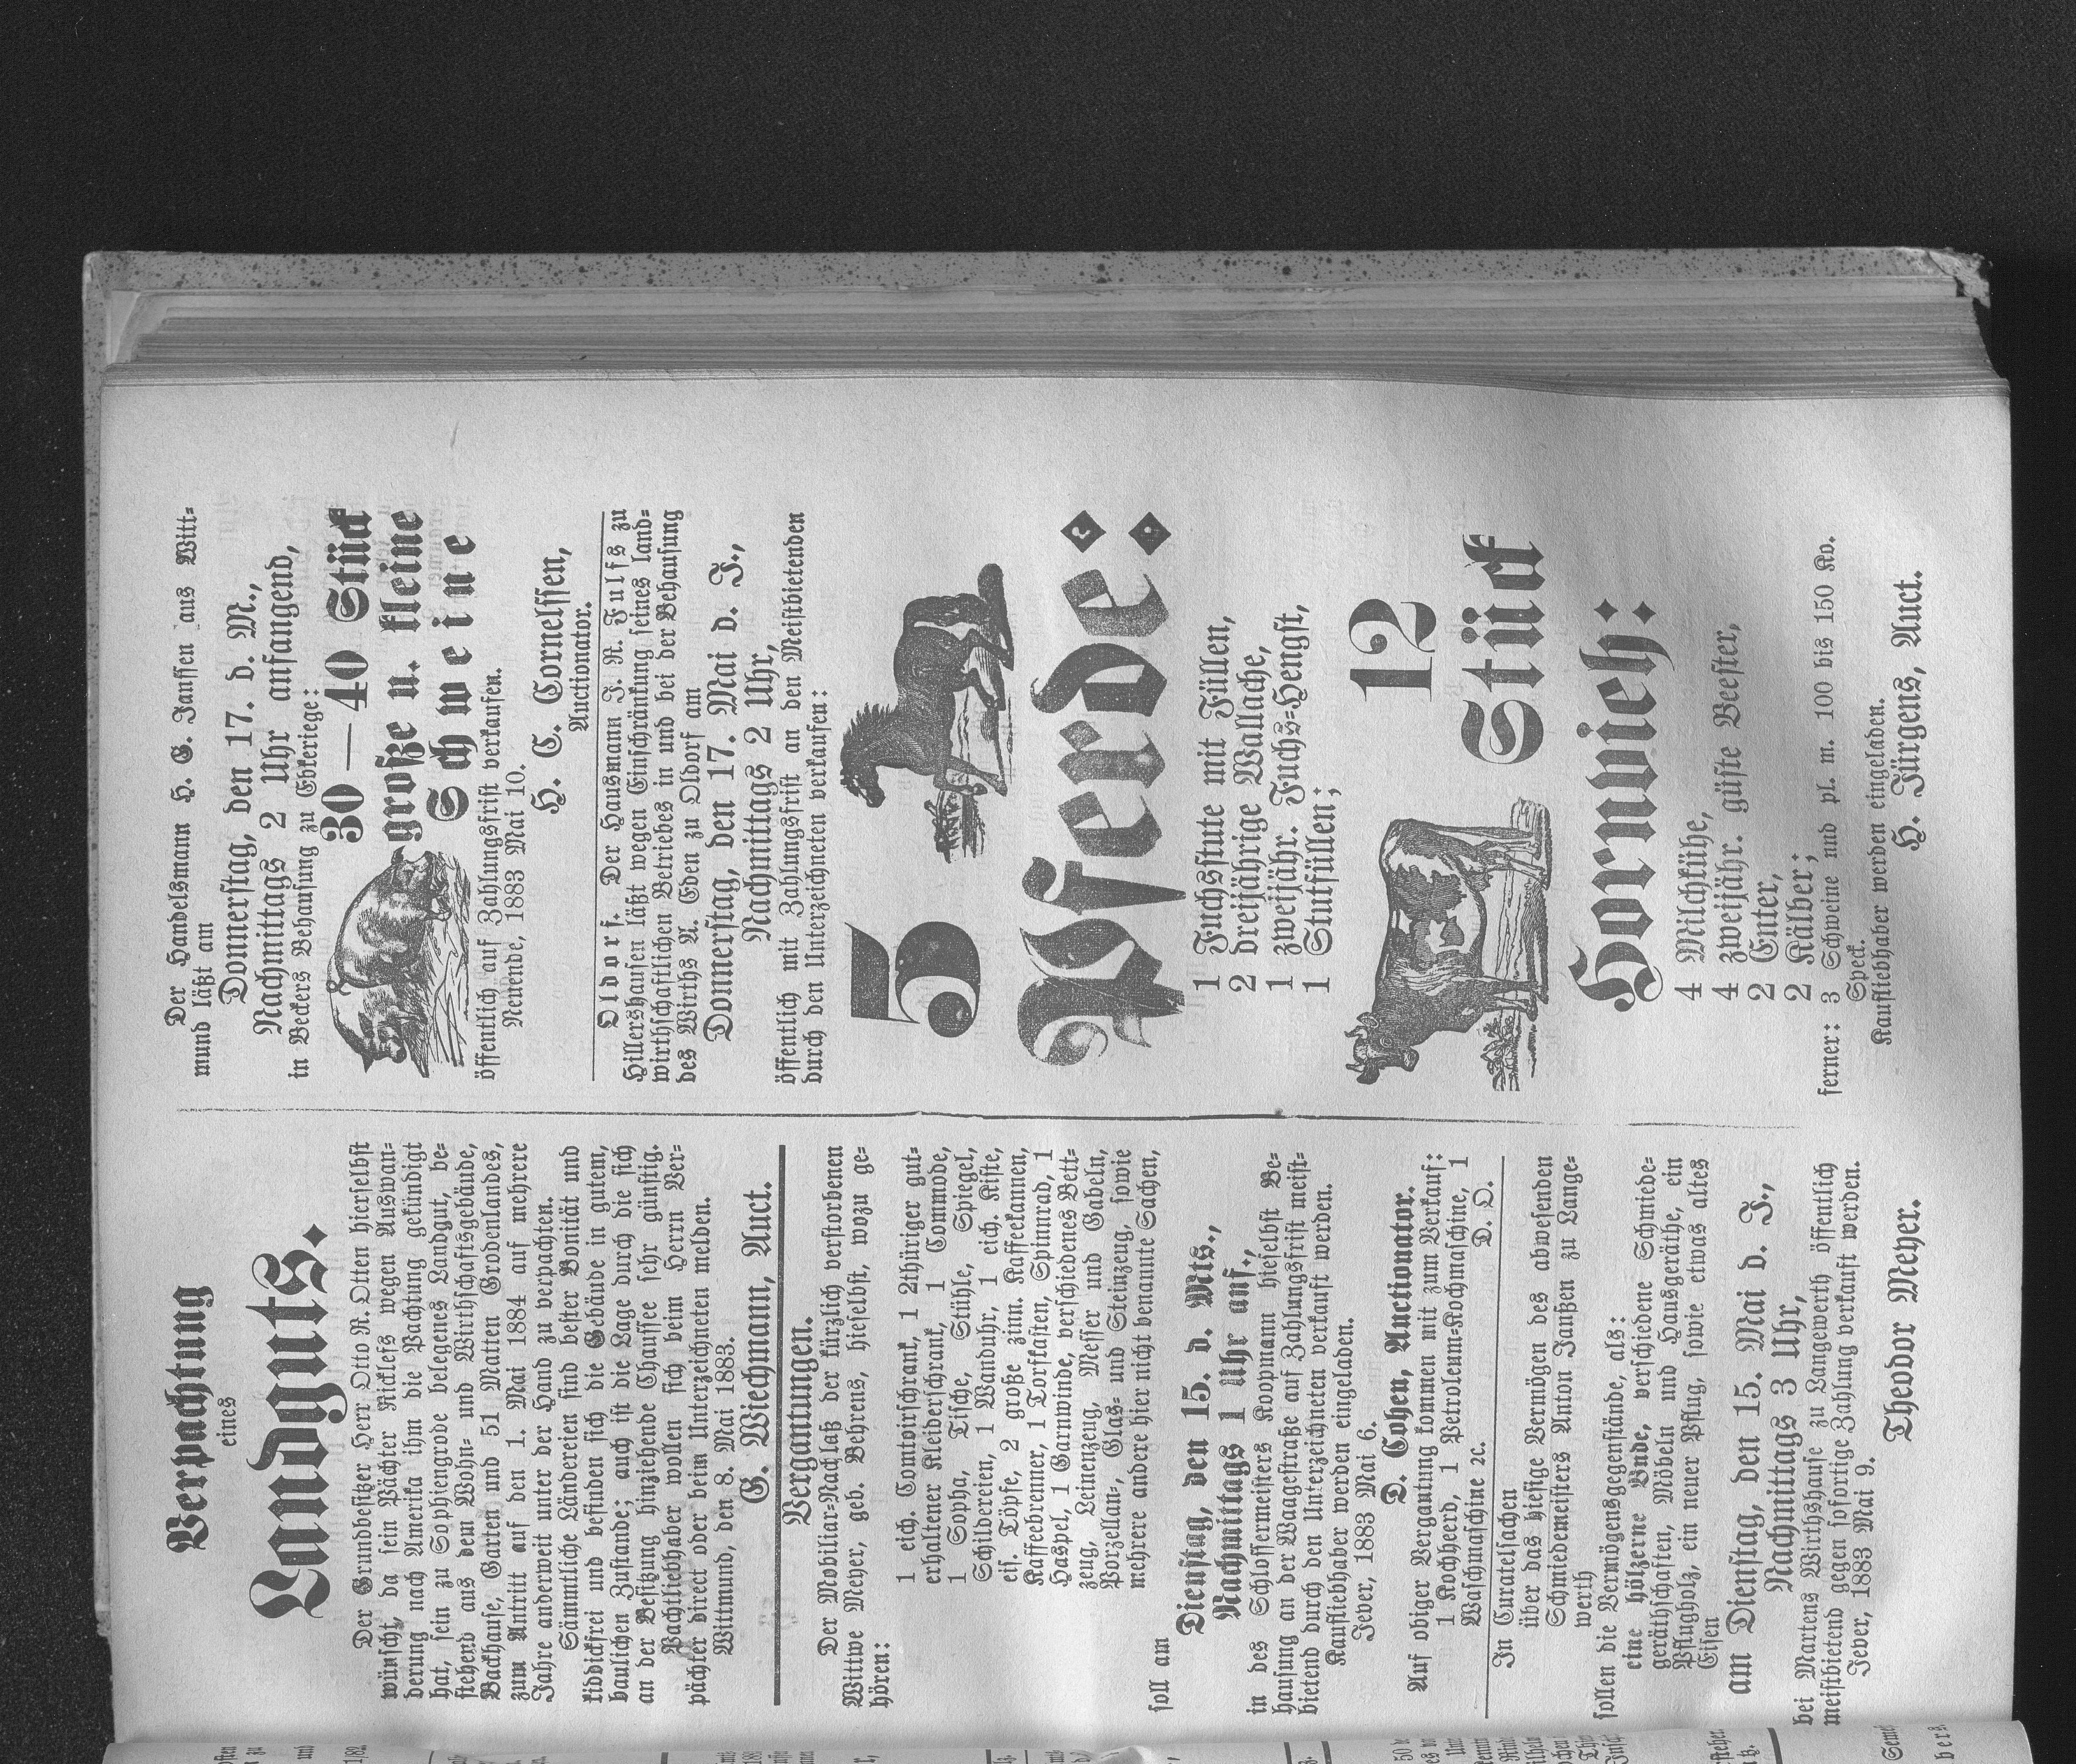 Verpachtung
eines
Landguts.
Der Grundbesitzer Herr Otto R. Otten hierselbst
wünscht, da sein Pächter Ricklefs wegen Auswan-
derung nach Amerika ihm die Pachtung gekündigt
hat, sein zu Sophiengrode belegenes Landgut, be-
stehend aus dem Wohn- und Wirthschaftsgebäude,
Backhause, Garten und 51 Matten Grodenlandes,
zum Antritt auf den 1. Mai 1884 auf mehrere
Jahre anderweit unter der Hand zu verpachten.
Sämmtliche Ländereien sind bester Bonität und
kiddickfrei und befinden sich die Gebäude in gutem,
baulichen Zustande; auch ist die Lage durch die sich
an der Besitzung hinziehende Chaussee sehr günstig.
Pachtliebhaber wollen sich beim Herrn Ver-
pächter direct oder beim Unterzeichneten melden.
Wittmund, den 8. Mai 1883.
G. Wiechmann, Auct.
Vergantungen.
Der Mobiliar-Nachlaß der kürzlich verstorbenen
Wittwe Meyer, geb. Behrens, hieselbst, wozu ge-
hören:
1 eich. Comtoirschrank, 1 2thüriger gut-
erhaltener Kleiderschrank, 1 Commode,
1 Sopha, Tische, Stühle, Spiegel,
Schildereien, 1 Wanduhr, 1 eich. Kiste,
eis. Töpfe, 2 große zinn. Kaffeekannen,
Kaffeebrenner, 1 Torfkasten, Spinnrad, 1
Haspel, 1 Garnwinde, verschiedenes Bett-
zeug, Leinenzeug, Messer und Gabeln,
Porzellan-, Glas- und Steinzeug, sowie
mehrere andere hier nicht benannte Sachen,
soll am
Dienstag, den 15. d. Mts.,
Nachmittags 1 Uhr anf.,
in des Schlossermeisters Koopmann hieselbst Be-
hausung an der Waagestraße auf Zahlungsfrist meist-
bietend durch den Unterzeichneten verkauft werden.
Kaufliebhaber werden eingeladen.
Jever, 1883 Mai 6.
D. Cohen, Auctionator.
Auf obiger Vergantung kommen mit zum Verkauf:
1 Kochheerd, 1 Petroleum-Kochmaschine, 1
Waschmaschine ꝛc. D. O.
In Curatelsachen
über das hiesige Vermögen des abwesenden
Schmiedemeisters Anton Janßen zu Lange-
werth
sollen die Vermögensgegenstände, als:
eine hölzerne Bude, verschiedene Schmiede-
geräthschaften, Möbeln und Hausgeräthe, ein
Pflugholz, ein neuer Pflug, sowie etwas altes
Eisen
am Dienstag, den 15. Mai d. J.,
Nachmittags 3 Uhr,
bei Martens Wirthshause zu Langewerth öffentlich
meistbietend gegen sofortige Zahlung verkauft werden.
Jever, 1883 Mai 9.
Theodor Meyer.
Der Handelsmann H. G. Janssen aus Witt-
mund läßt am
Donnerstag, den 17. d. M.,
Nachmittags 2 Uhr anfangend,
in Beckers Behausung zu Ebkeriege:
30—40 Stück
große u. kleine
Schweine
öffentlich auf Zahlungsfrist verkaufen.
Neuende, 1883 Mai 10.
H. C. Cornelssen,
Auctionator.
Oldorf. Der Hausmann J. R. Fulfs zu
Hillershausen läßt wegen Einschränkung seines land-
wirthschaftlichen Betriebes in und bei der Behausung
des Wirths A. Eben zu Oldorf am
Donnerstag, den 17. Mai d. J.,
Nachmittags 2 Uhr,
öffentlich mit Zahlungsfrist an den Meistbietenden
durch den Unterzeichneten verkaufen:
5
Pferde:
1 Fuchsstute mit Füllen,
2 dreijährige Wallache,
1 zweijähr. Fuchs-Hengst,
1 Stutfüllen;
12
Stück
Hornvieh:
4 Milchkühe,
4 zweijähr. güste Beester,
2 Enter,
2 Kälber;
ferner: 3 Schweine und pl. m. 100 bis 150 Ko.
Speck.
Kaufliebhaber werden eingeladen.
H. Jürgens, Auct.